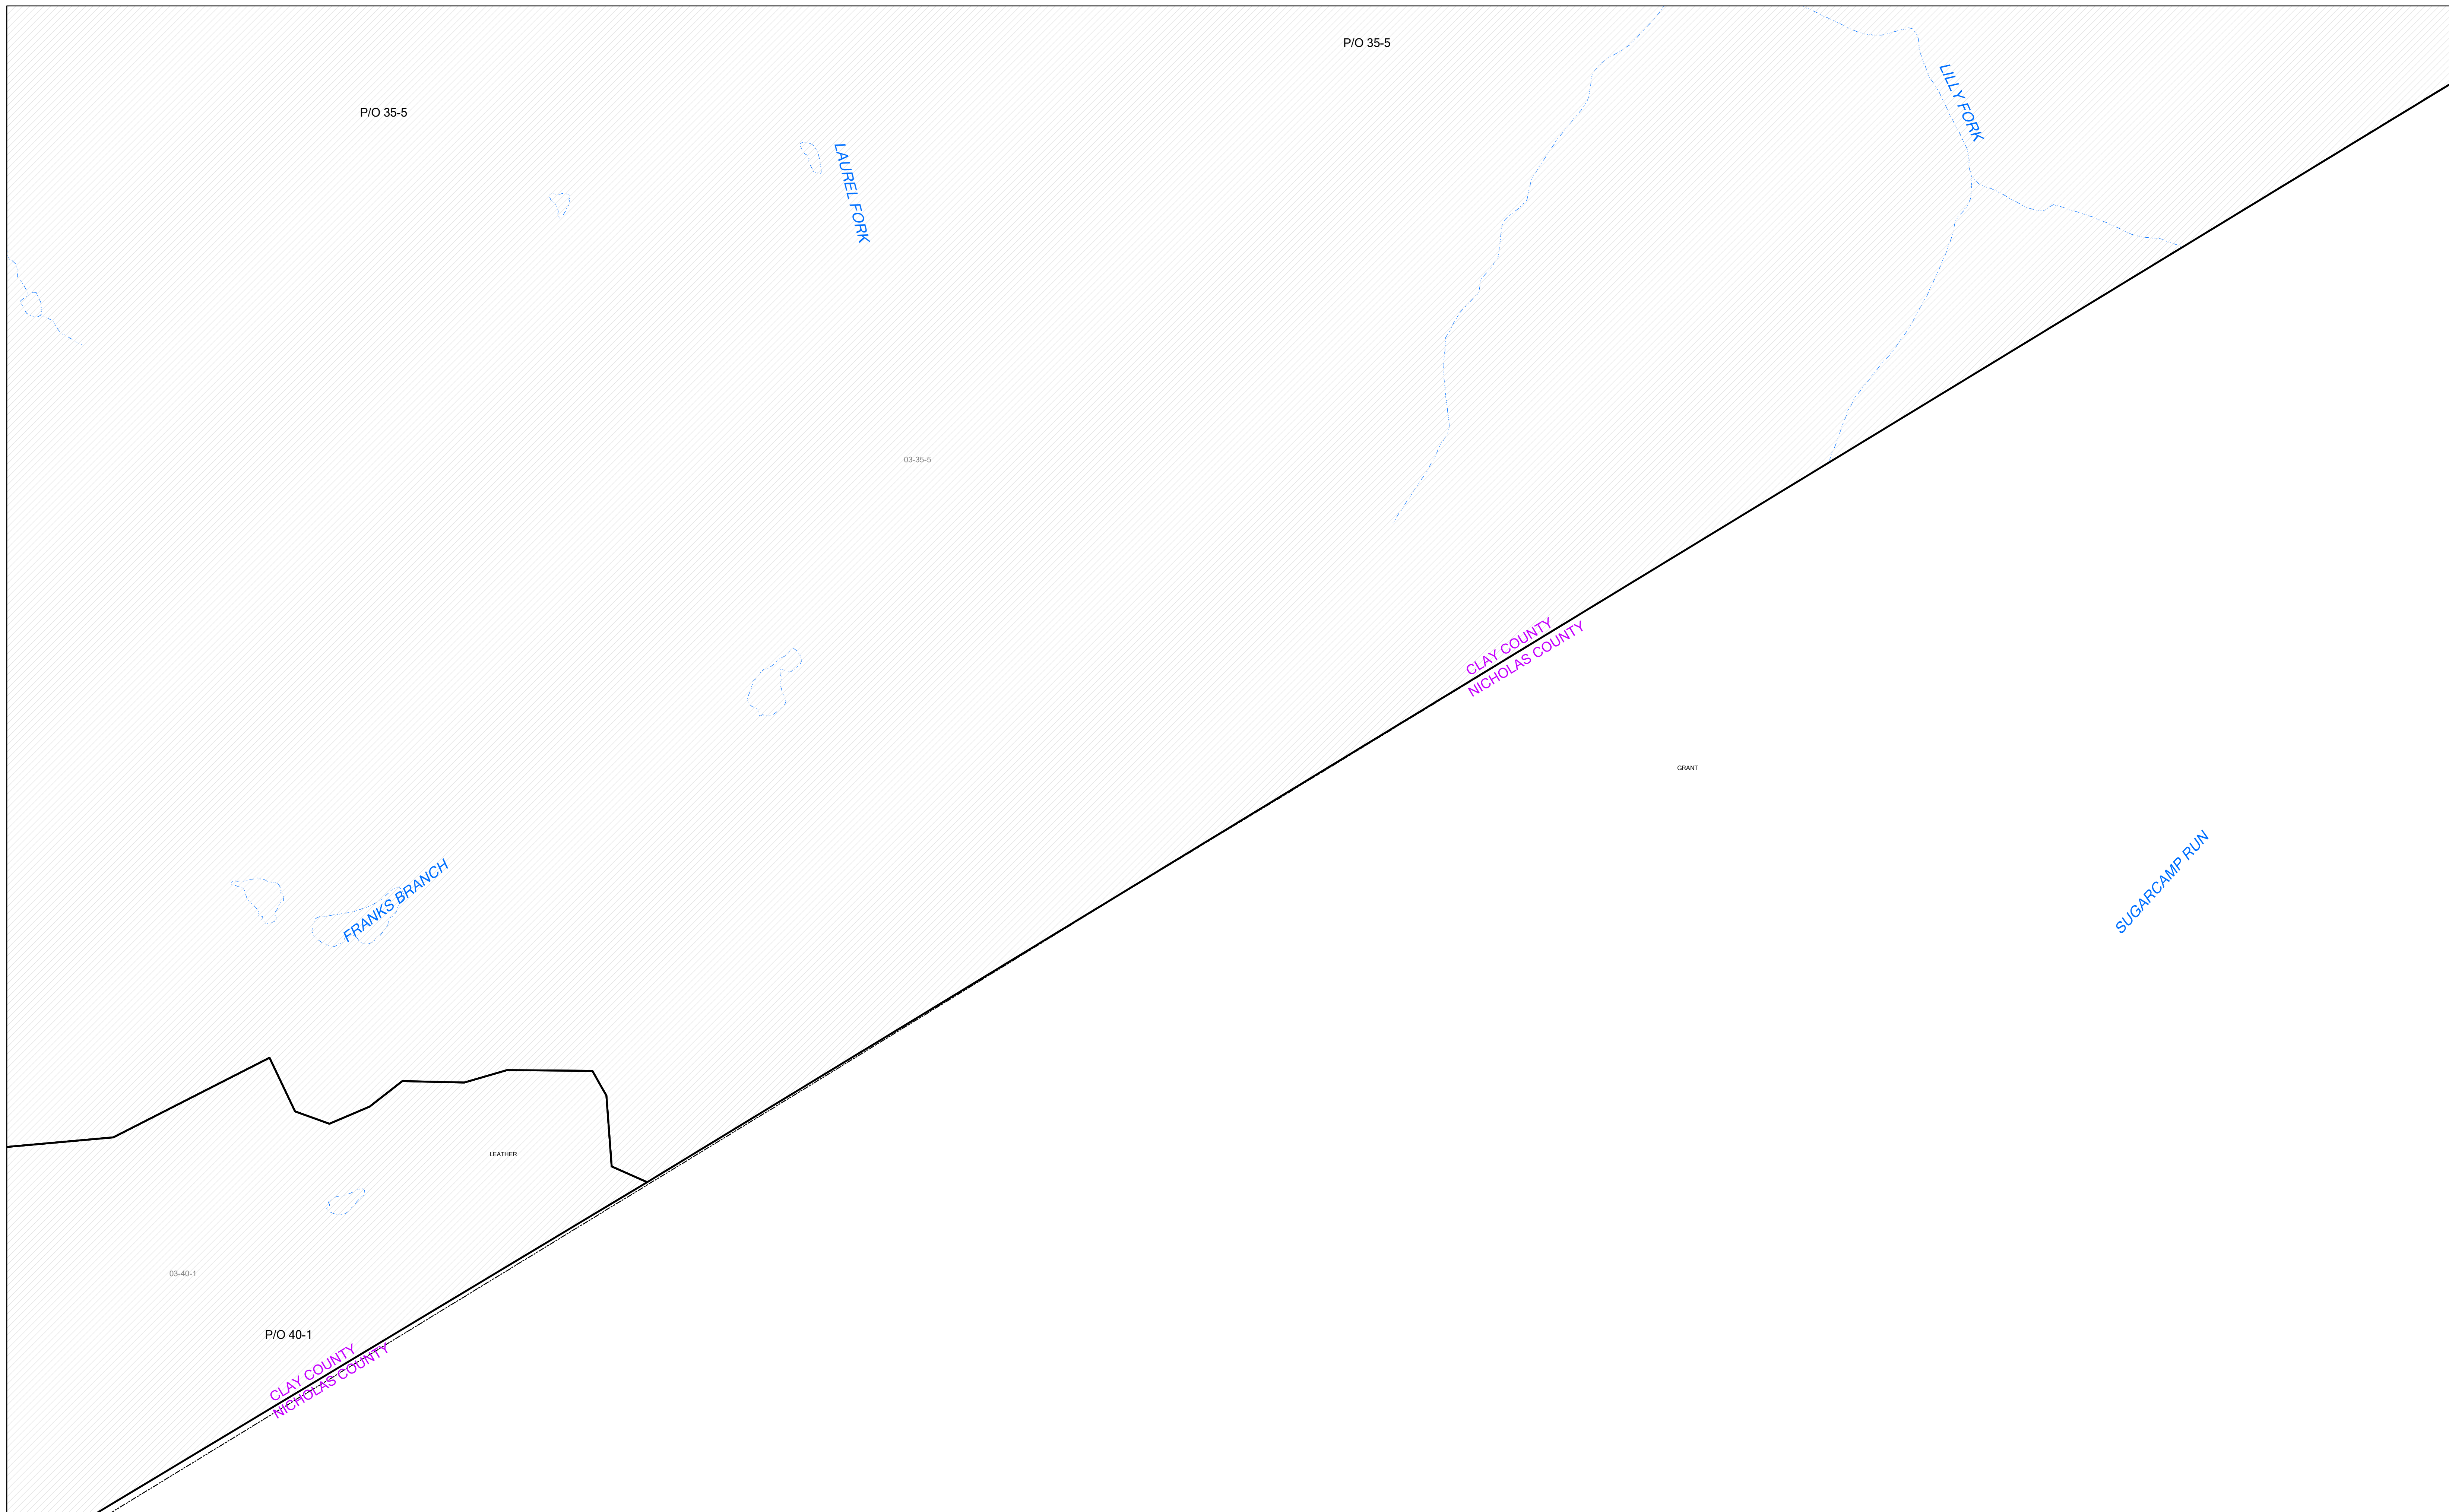 P/O 35-5
P/O 35-5
LILLY FORK
LAUREL FORK
03-35-5
CLAY COUNTY
NICHOLAS COUNTY
GRANT
SUGARCAMP RUN
FRANKS BRANCH
LEATHER
03-40-1
P/O 40-1
CLAY COUNTY
NICHOLAS COUNTY